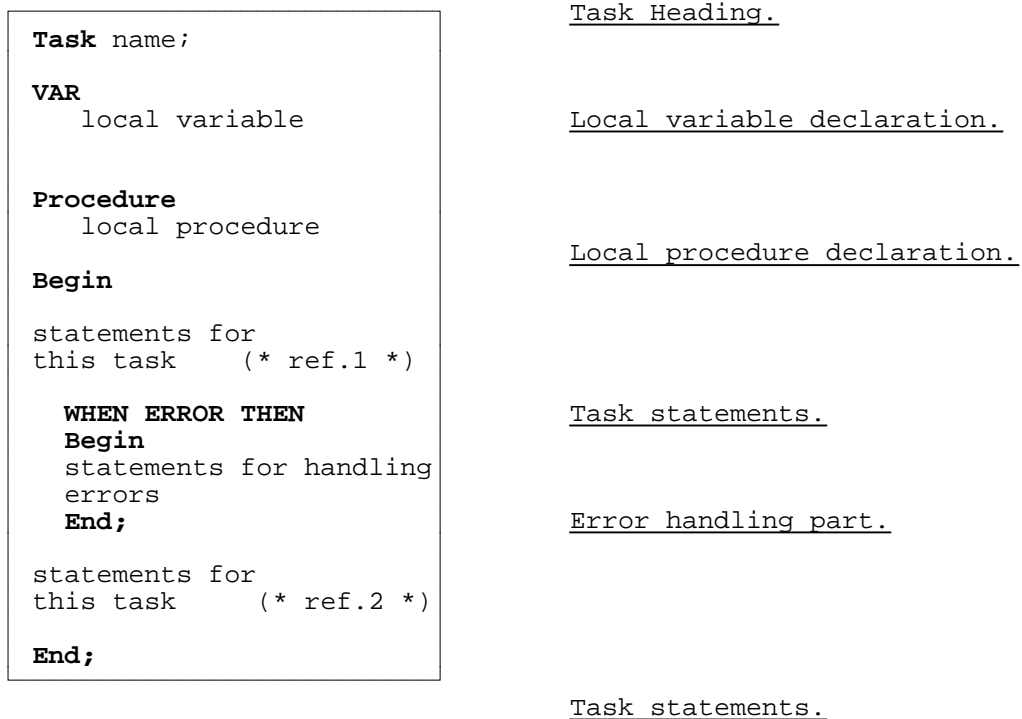 Task Heading.
Task name;
VAR
local variable
Local variable declaration.
Procedure
local procedure
Local procedure declaration.
Begin
statements for
this task (* ref.1 *)
WHEN ERROR THEN
Task statements.
Begin
statements for handling
errors
End;
Error handling part.
statements for
this task (* ref.2 *)
End;
Task statements.